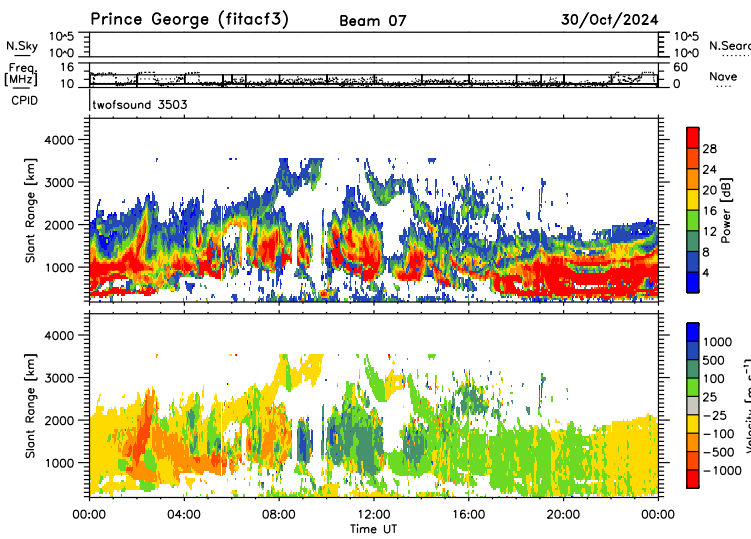 Prince George (fitacf3) Beam 07 30/Oct/2024
N.Sky 10^5 10^0 10^5 10^0 N.Sear
Freq. [MHz] 16 10 60 0 Nave
CPID twofsound 3503
Slant Range [km] 4000 3000 2000 1000
Power [dB] 28 24 20 16 12 8 4
Slant Range [km] 4000 3000 2000 1000
Velocity [m s^-1] 1000 500 100 25 -25 -100 -500 -1000
00:00 04:00 08:00 12:00 16:00 20:00 00:00
Time UT